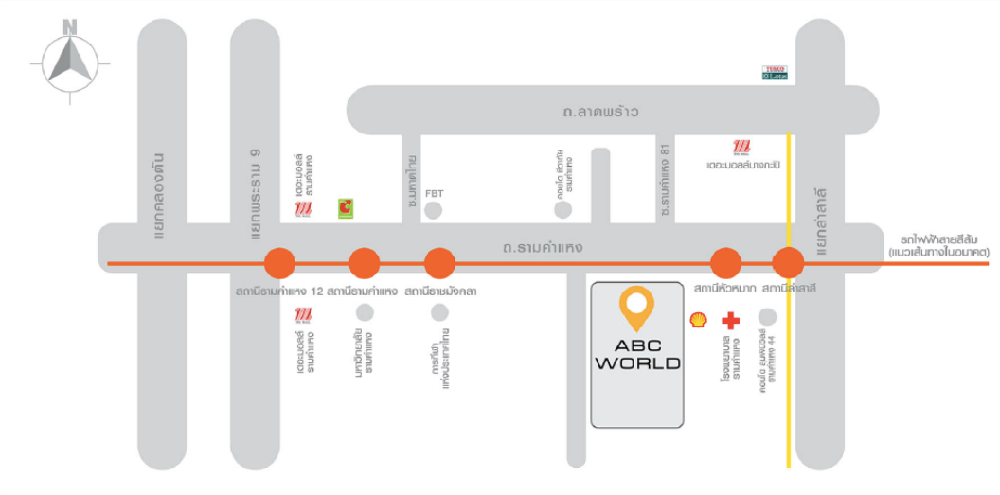 N
TESCO
Lotus
ถ.ลาดพร้าว
แยกคลองตัน
แยกพระราม 9
เดอะมอลล์
รามคำแหง
ซ.มหาดไทย
FBT
คอนโด ชีวาทัย
รามคำแหง
ซ.รามคำแหง 81
เดอะมอลล์บางกะปิ
แยกลำสาลี
ถ.รามคำแหง
รถไฟฟ้าสายสีส้ม
(แนวเส้นทางในอนาคต)
สถานีรามคำแหง 12
สถานีรามคำแหง
สถานีราชมังคลา
สถานีหัวหมาก
สถานีลำสาลี
เดอะมอลล์
รามคำแหง
มหาวิทยาลัย
รามคำแหง
การกีฬา
แห่งประเทศไทย
ABC
WORLD
โรงพยาบาล
รามคำแหง
คอนโด ลุมพินีวิลล์
รามคำแหง 44